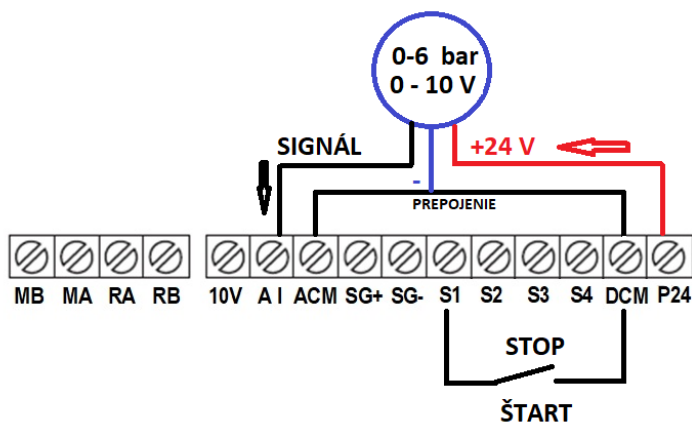 0-6 bar
0 - 10 V
SIGNÁL
+24 V
-
PREPOJENIE
MB MA RA RB 10V A I ACM SG+ SG- S1 S2 S3 S4 DCM P24
STOP
ŠTART